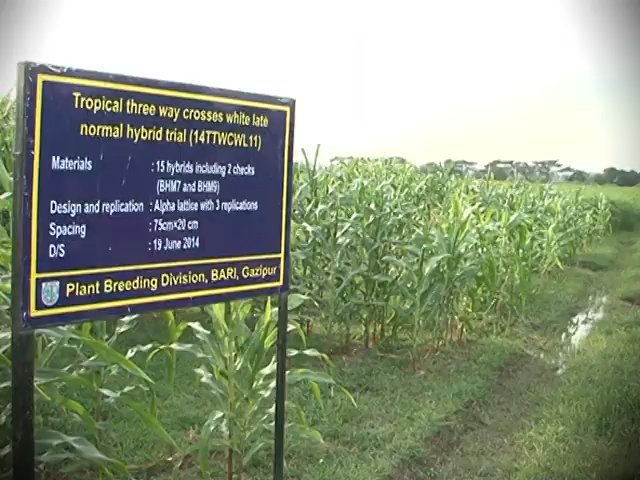 Tropical three way crosses white late
normal hybrid trial (14TTWCWL11)
Materials : 15 hybrids including 2 checks
(BHM7 and BHM9)
Design and replication : Alpha lattice with 3 replications
Spacing : 75cm×20 cm
D/S : 19 June 2014
Plant Breeding Division, BARI, Gazipur